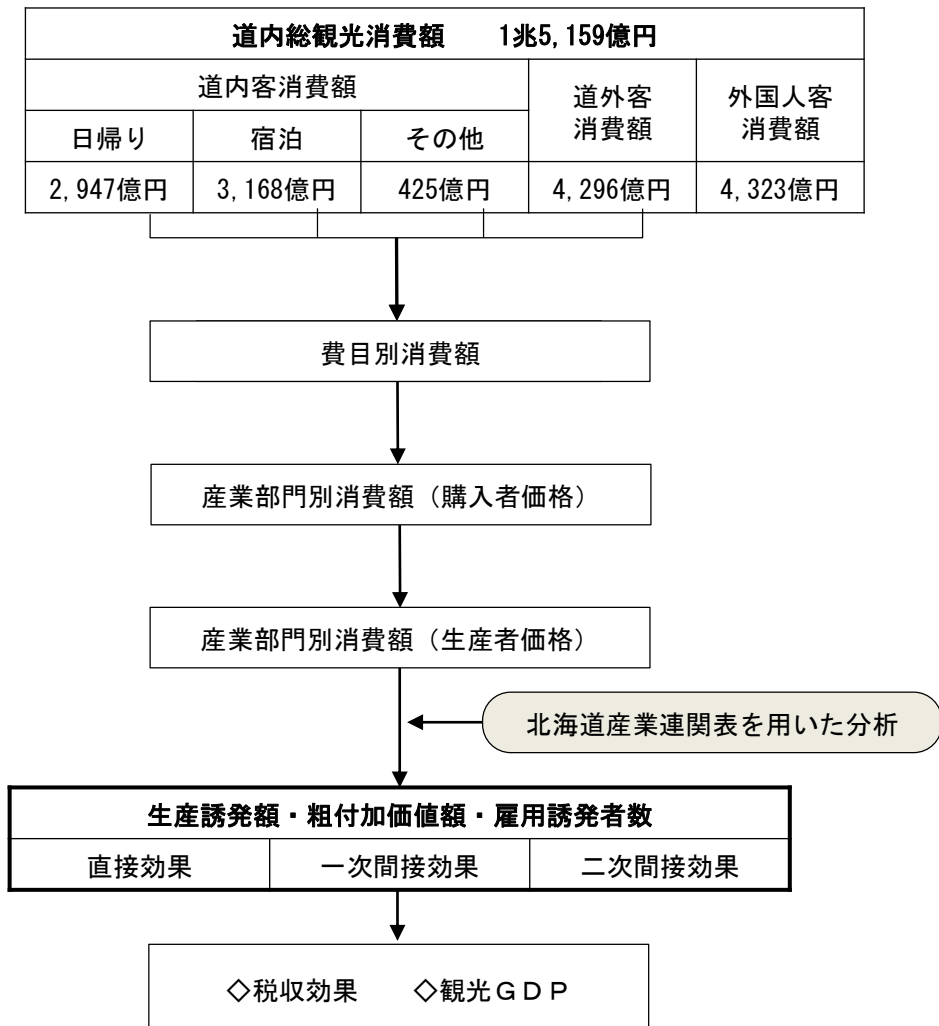 道内総観光消費額 1兆5,159億円
道内客消費額
道外客
消費額
外国人客
消費額
日帰り 宿泊 その他
2,947億円 3,168億円 425億円 4,296億円 4,323億円
費目別消費額
産業部門別消費額（購入者価格）
産業部門別消費額（生産者価格）
北海道産業連関表を用いた分析
生産誘発額・粗付加価値額・雇用誘発者数
直接効果 一次間接効果 二次間接効果
◇税収効果 ◇観光ＧＤＰ